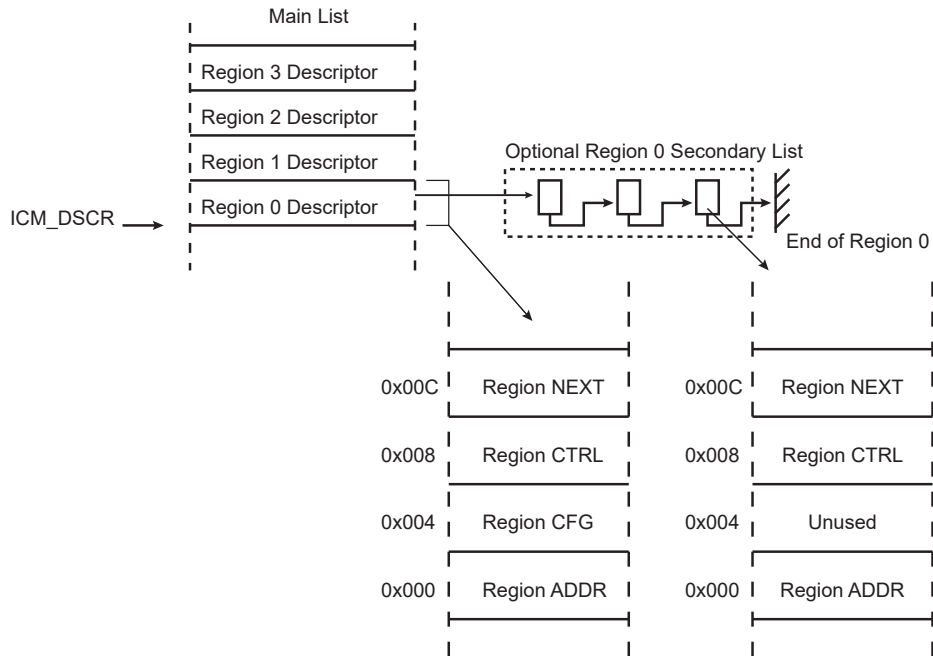 Main List
Region 3 Descriptor
Region 2 Descriptor
Region 1 Descriptor
Region 0 Descriptor
ICM_DSCR
Optional Region 0 Secondary List
End of Region 0
0x00C Region NEXT
0x008 Region CTRL
0x004 Region CFG
0x000 Region ADDR
0x00C Region NEXT
0x008 Region CTRL
0x004 Unused
0x000 Region ADDR